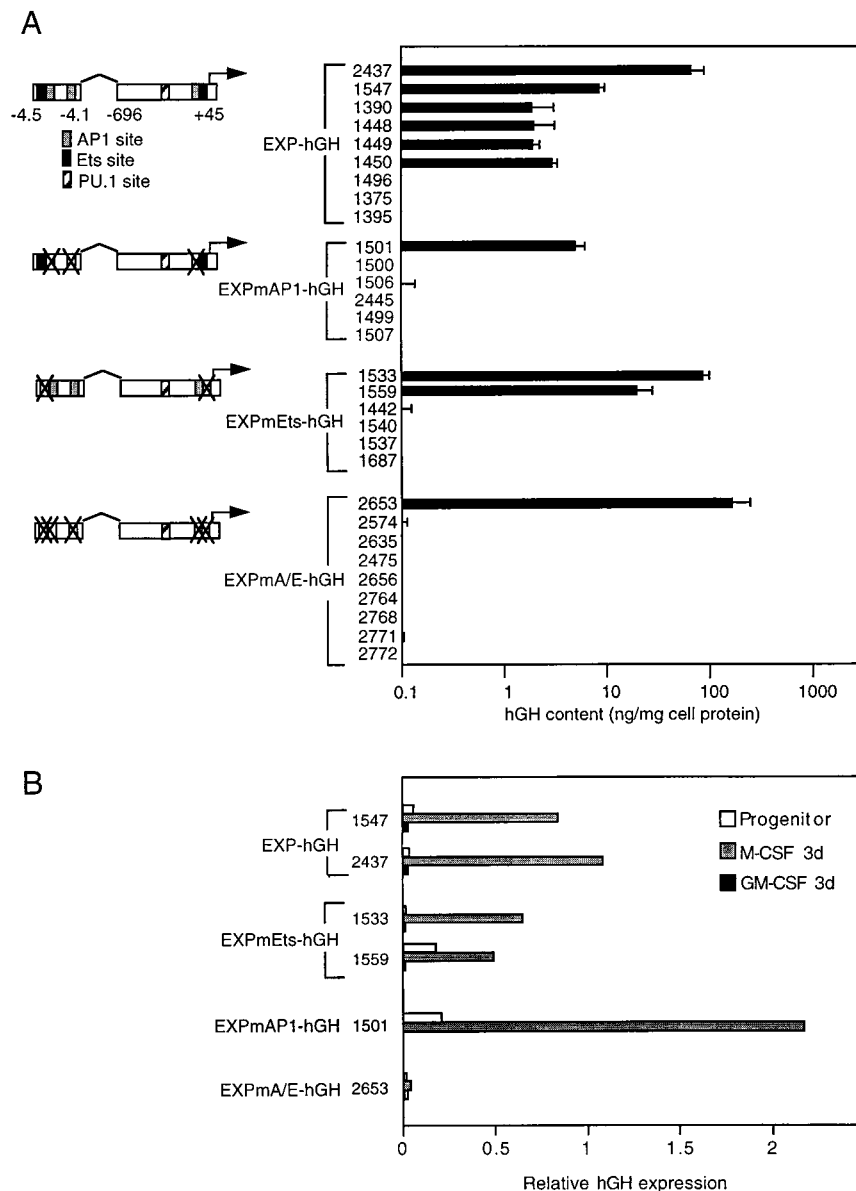 A
-4.5 -4.1 -696 +45
AP1 site
Ets site
PU.1 site
EXP-hGH
2437
1547
1390
1448
1449
1450
1496
1375
1395
EXPmAP1-hGH
1501
1500
1506
2445
1499
1507
EXPmEts-hGH
1533
1559
1442
1540
1537
1687
EXPmA/E-hGH
2653
2574
2635
2475
2656
2764
2768
2771
2772
0.1 1 10 100 1000
hGH content (ng/mg cell protein)
B
EXP-hGH
1547
2437
EXPmEts-hGH
1533
1559
EXPmAP1-hGH 1501
EXPmA/E-hGH 2653
Progenitor
M-CSF 3d
GM-CSF 3d
0 0.5 1 1.5 2
Relative hGH expression